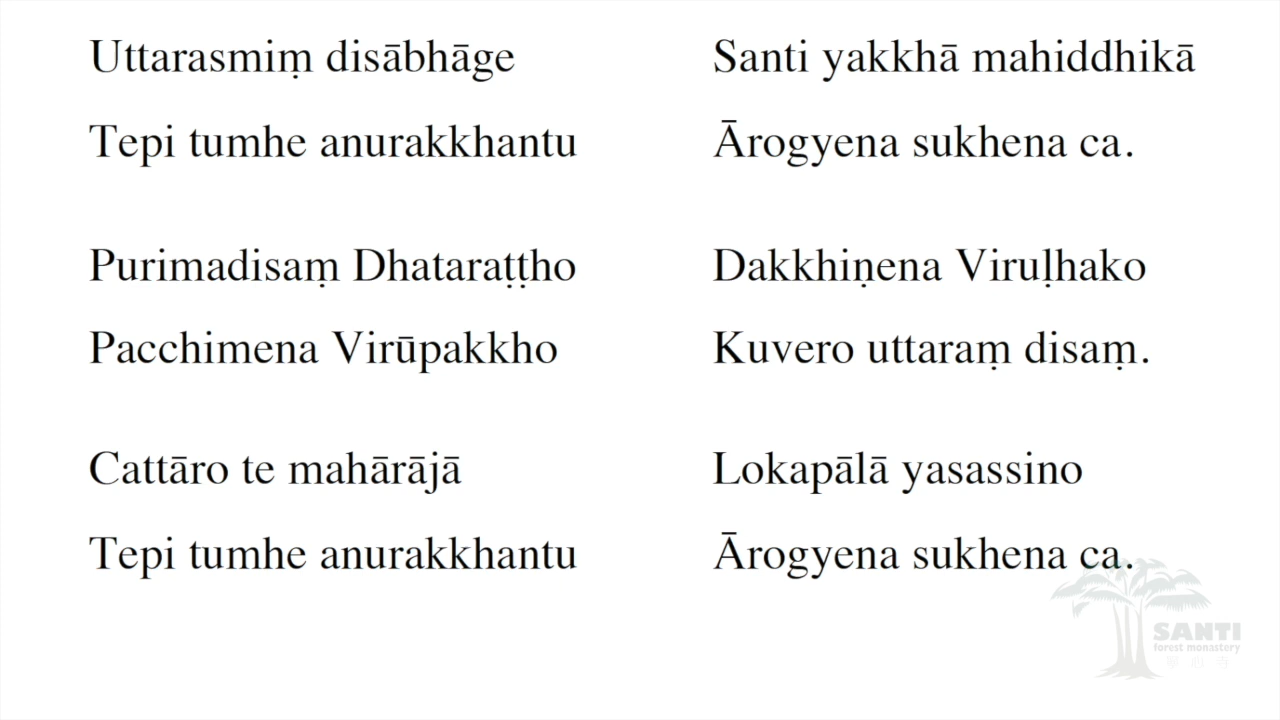 Uttarasmiṃ disābhāge Santi yakkhā mahiddhikā
Tepi tumhe anurakkhantu Ārogyena sukhena ca.
Purimadisaṃ Dhataraṭṭho Dakkhiṇena Viruḷhako
Pacchimena Virūpakkho Kuvero uttaraṃ disaṃ.
Cattāro te mahārājā Lokapālā yasassino
Tepi tumhe anurakkhantu Ārogyena sukhena ca.
SANTI
forest monastery